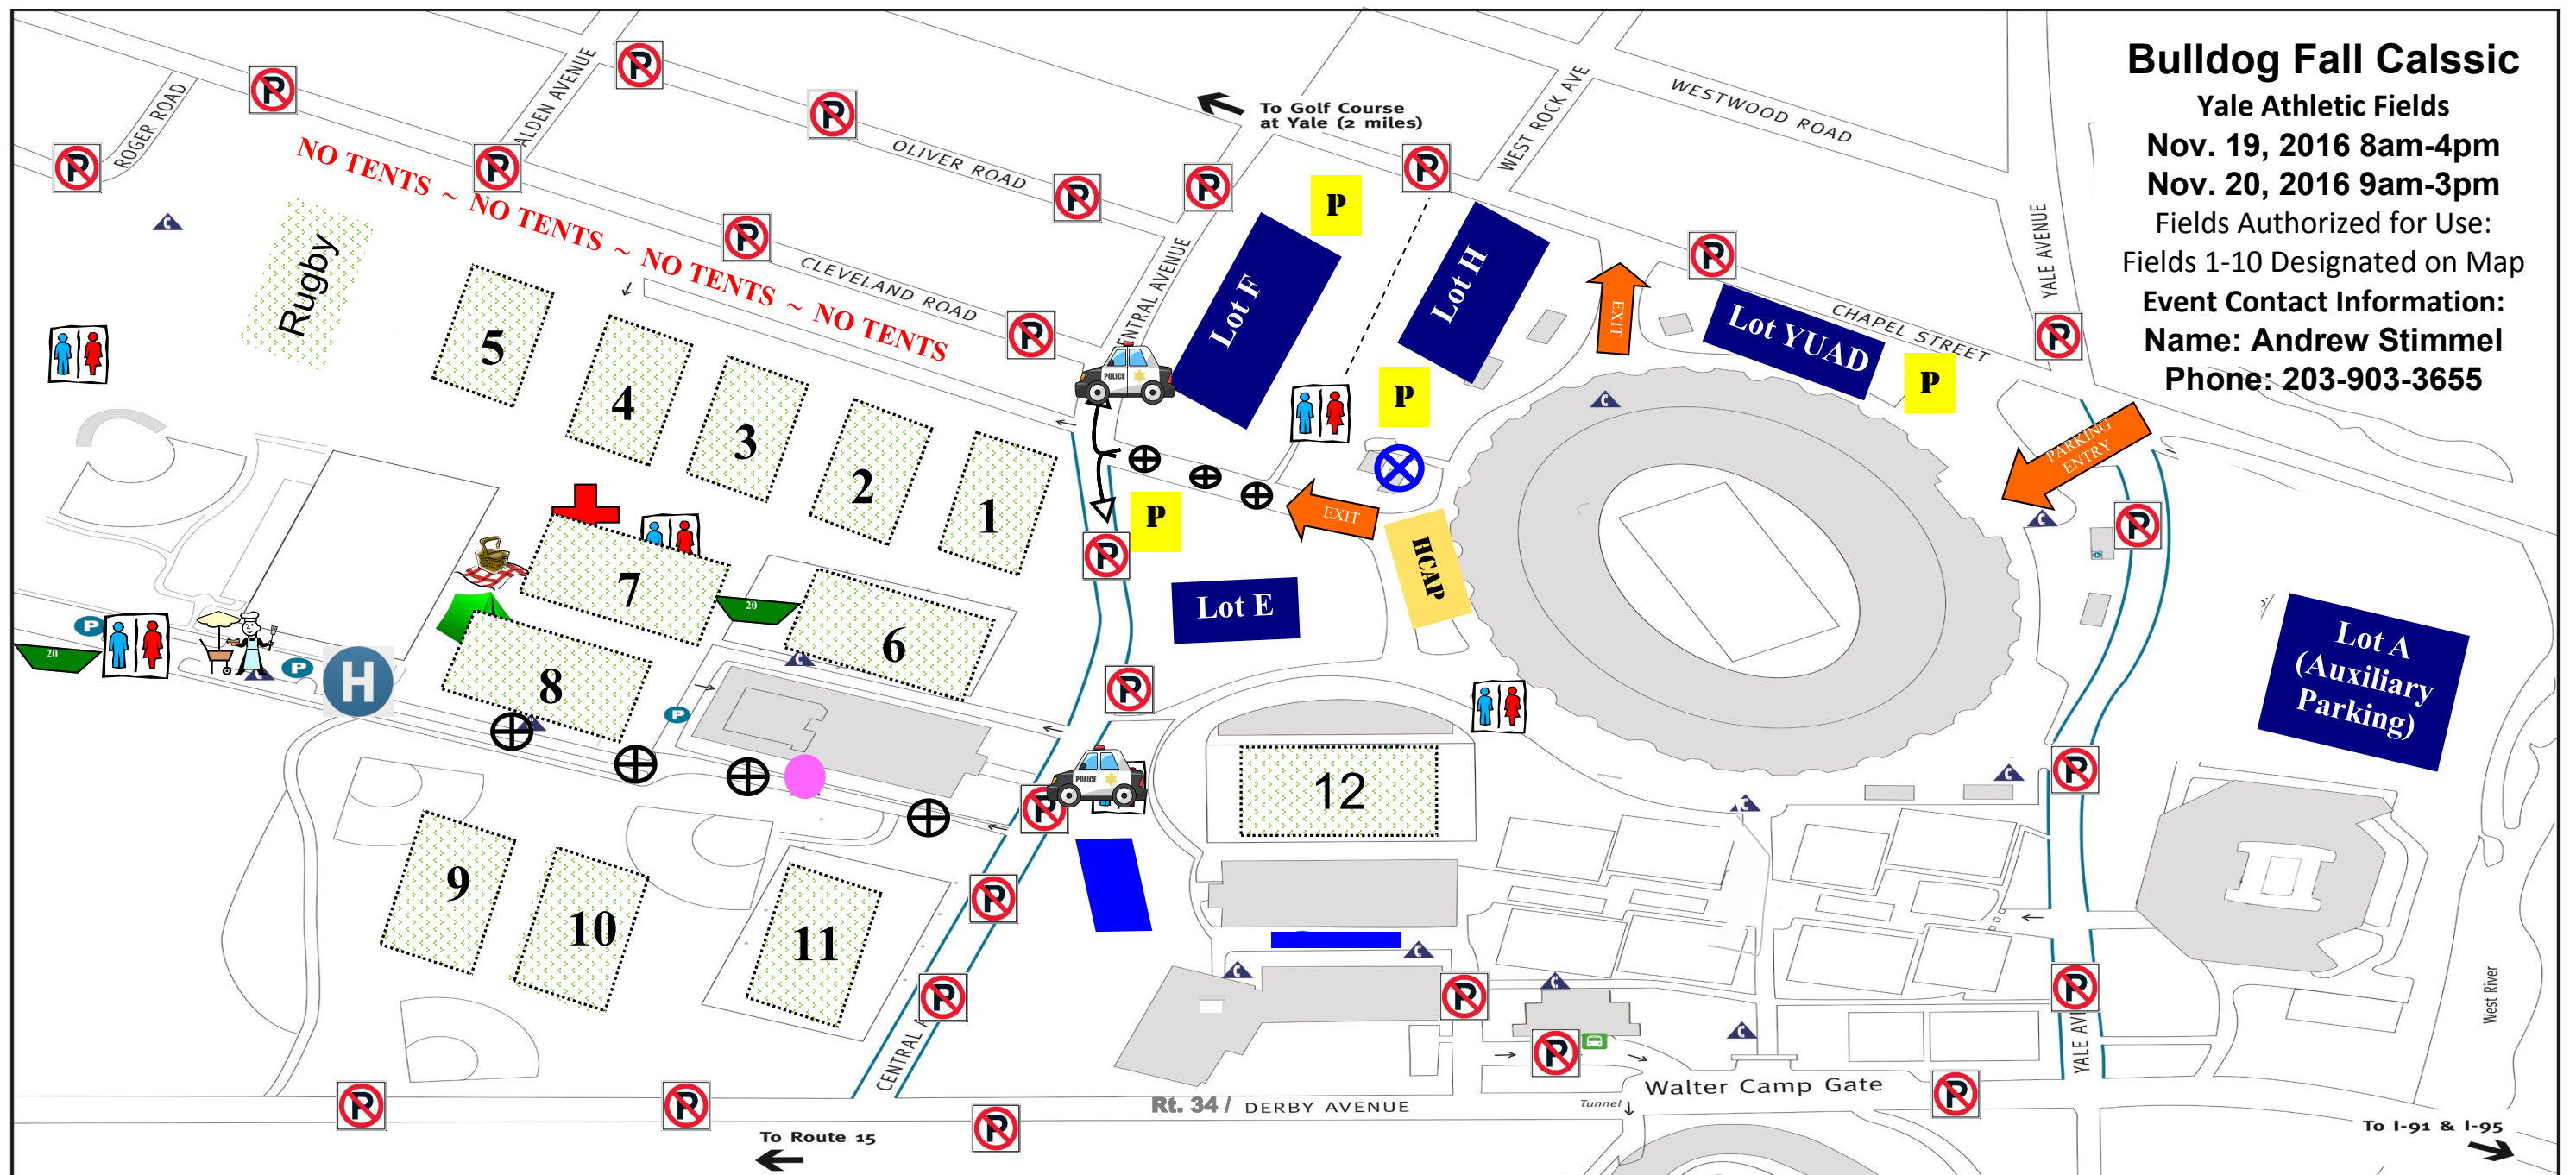 Bulldog Fall Calssic
Yale Athletic Fields
Nov. 19, 2016 8am-4pm
Nov. 20, 2016 9am-3pm
Fields Authorized for Use:
Fields 1-10 Designated on Map
Event Contact Information:
Name: Andrew Stimmel
Phone: 203-903-3655
ROGER ROAD
ALDEN AVENUE
OLIVER ROAD
To Golf Course
at Yale (2 miles)
WEST ROCK AVE
WESTWOOD ROAD
YALE AVENUE
NO TENTS ~ NO TENTS ~ NO TENTS ~ NO TENTS
CLEVELAND ROAD
ENTRAL AVENUE
CHAPEL STREET
Rugby
5
4
3
2
1
Lot F
Lot H
Lot YUAD
P
P
P
P
EXIT
EXIT
PARKING
ENTRY
POLICE
HCAP
Lot E
Lot A
(Auxiliary
Parking)
7
6
8
20
20
P
P
P
H
POLICE
12
9
10
11
CENTRAL A
YALE AV
West River
Rt. 34 / DERBY AVENUE
Walter Camp Gate
Tunnel
To Route 15
To I-91 & I-95